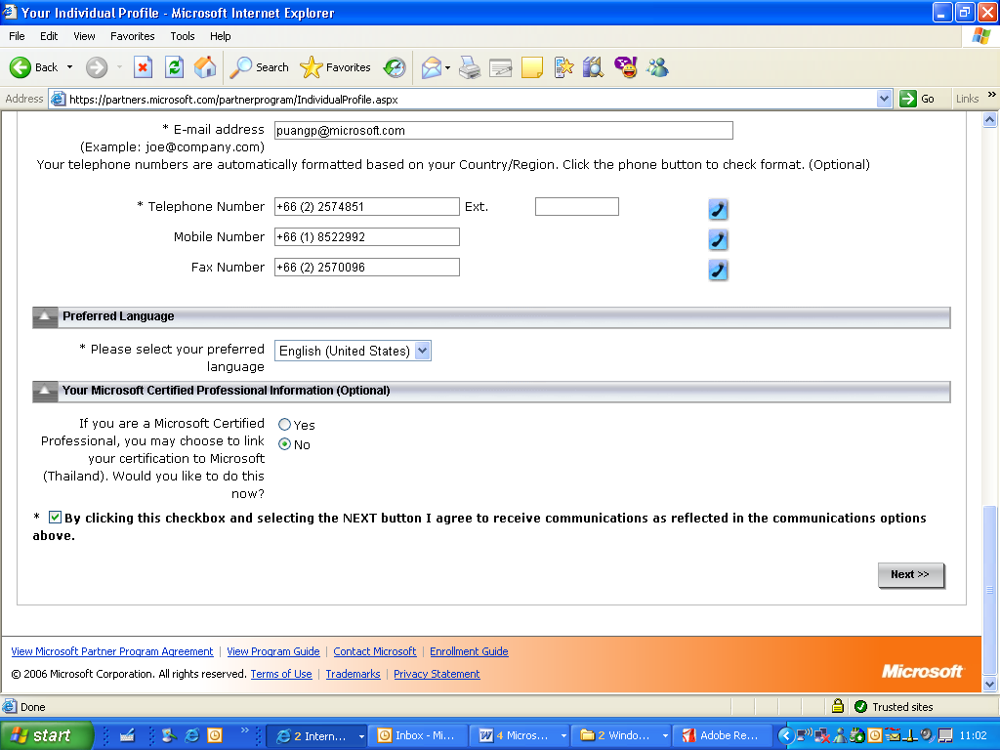 Your Individual Profile - Microsoft Internet Explorer
File Edit View Favorites Tools Help
Back Search Favorites
Address https://partners.microsoft.com/partnerprogram/IndividualProfile.aspx Go Links »
* E-mail address puangp@microsoft.com
(Example: joe@company.com)
Your telephone numbers are automatically formatted based on your Country/Region. Click the phone button to check format. (Optional)
* Telephone Number +66 (2) 2574851 Ext.
Mobile Number +66 (1) 8522992
Fax Number +66 (2) 2570096
Preferred Language
* Please select your preferred English (United States)
language
Your Microsoft Certified Professional Information (Optional)
If you are a Microsoft Certified Yes
Professional, you may choose to link No
your certification to Microsoft
(Thailand). Would you like to do this
now?
* By clicking this checkbox and selecting the NEXT button I agree to receive communications as reflected in the communications options
above.
Next >>
View Microsoft Partner Program Agreement | View Program Guide | Contact Microsoft | Enrollment Guide
© 2006 Microsoft Corporation. All rights reserved. Terms of Use | Trademarks | Privacy Statement
Microsoft
Done Trusted sites
start » 2 Intern... Inbox - Mi... 4 Micros... 2 Windo... Adobe Re... 11:02